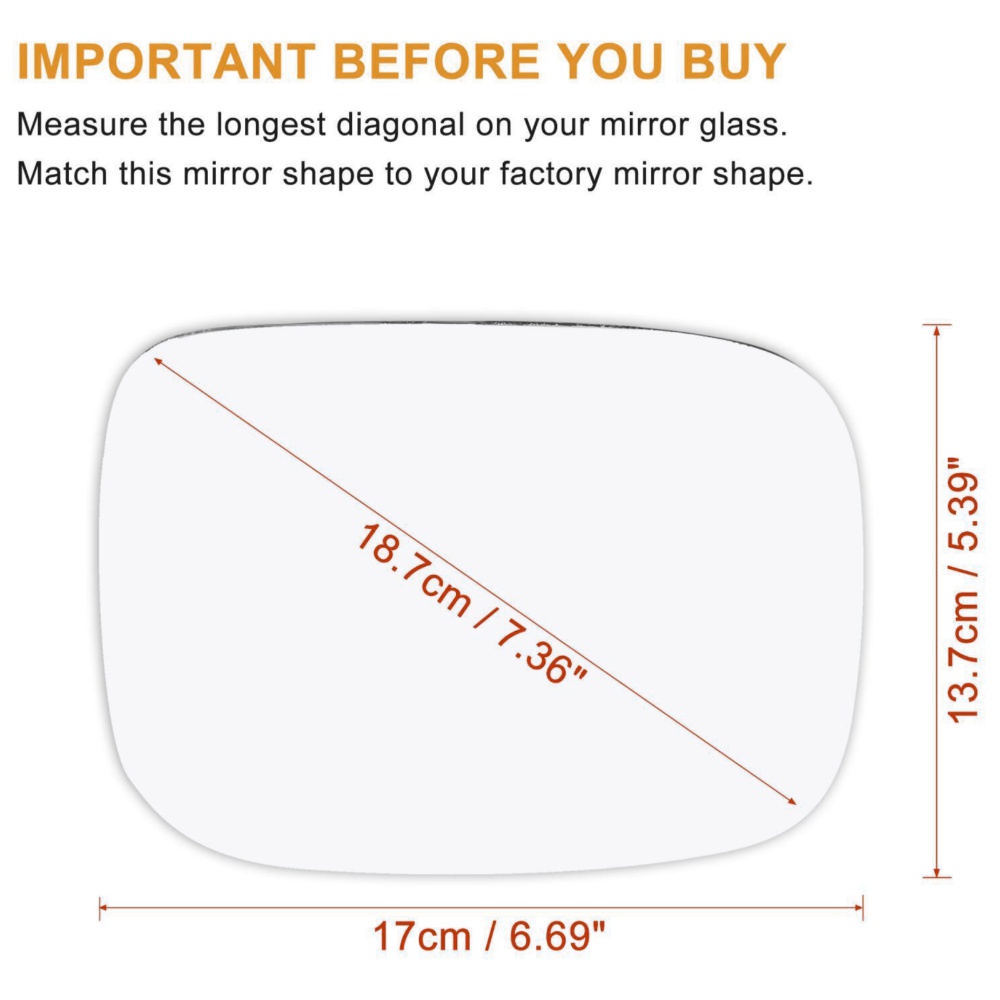 IMPORTANT BEFORE YOU BUY
Measure the longest diagonal on your mirror glass.
Match this mirror shape to your factory mirror shape.
18.7cm / 7.36"
13.7cm / 5.39"
17cm / 6.69"